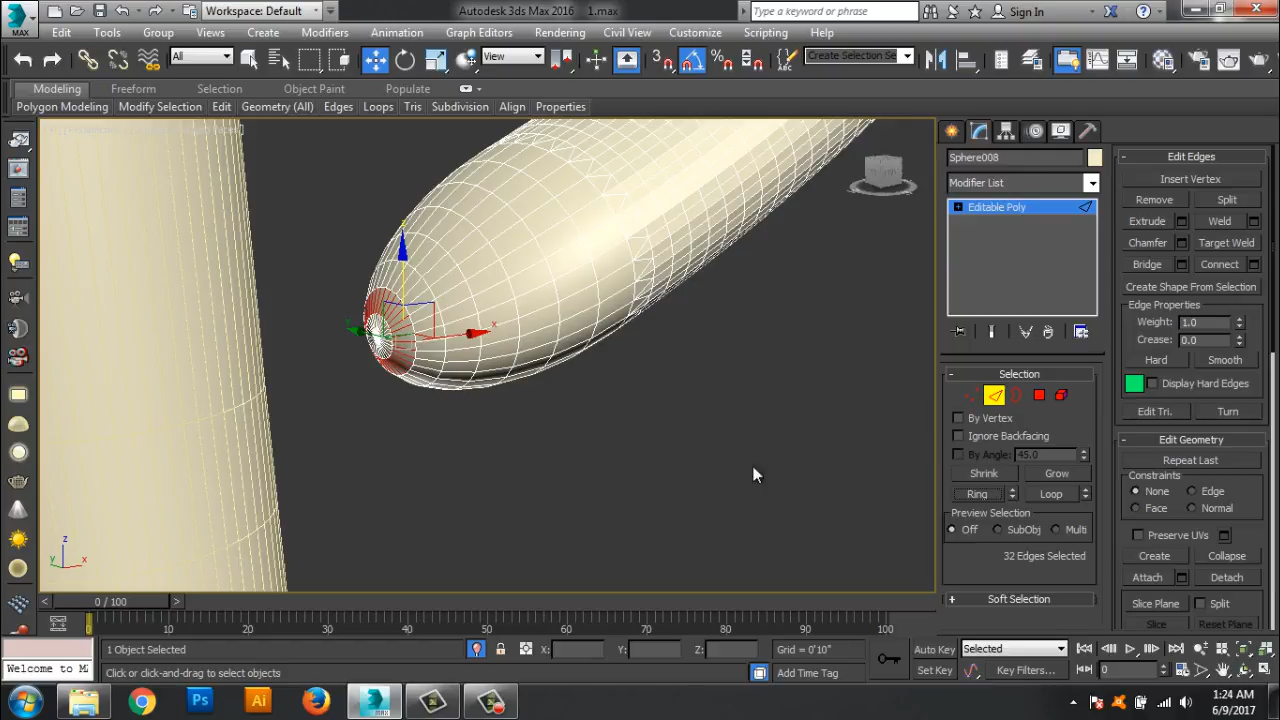 MAX
Workspace: Default
Autodesk 3ds Max 2016    1.max
Type a keyword or phrase
Sign In
Edit Tools Group Views Create Modifiers Animation Graph Editors Rendering Civil View Customize Scripting Help
All
View
3
Create Selection Se
Modeling Freeform Selection Object Paint Populate
Polygon Modeling Modify Selection Edit Geometry (All) Edges Loops Tris Subdivision Align Properties
Sphere008
Modifier List
Editable Poly
Selection
By Vertex
Ignore Backfacing
By Angle: 45.0
Shrink Grow
Ring Loop
Preview Selection
Off SubObj Multi
32 Edges Selected
Soft Selection
Edit Edges
Insert Vertex
Remove Split
Extrude Weld
Chamfer Target Weld
Bridge Connect
Create Shape From Selection
Edge Properties
Weight: 1.0
Crease: 0.0
Hard Smooth
Display Hard Edges
Edit Tri. Turn
Edit Geometry
Repeat Last
Constraints
None Edge
Face Normal
Preserve UVs
Create Collapse
Attach Detach
Slice Plane Split
Slice Reset Plane
z
x
y
x
z
y
< 0 / 100 >
0 10 20 30 40 50 60 70 80 90 100
1 Object Selected
X: Y: Z:
Grid = 0'10"
Auto Key
Selected
Welcome to M
Click or click-and-drag to select objects
Add Time Tag
Set Key
Key Filters...
0
Ps
Ai
MAX
1:24 AM
6/9/2017